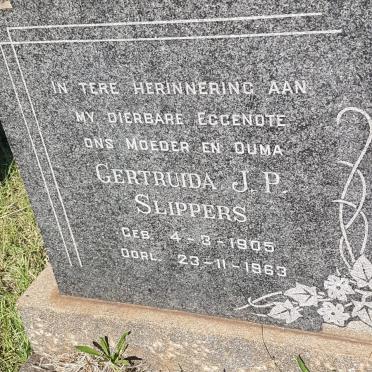 IN TERE HERINNERING AAN
MY DIERBARE EGGENOTE
ONS MOEDER EN OUMA
GERTRUIDA J. P.
SLIPPERS
GEB. 4-3-1905
OORL. 23-11-1963